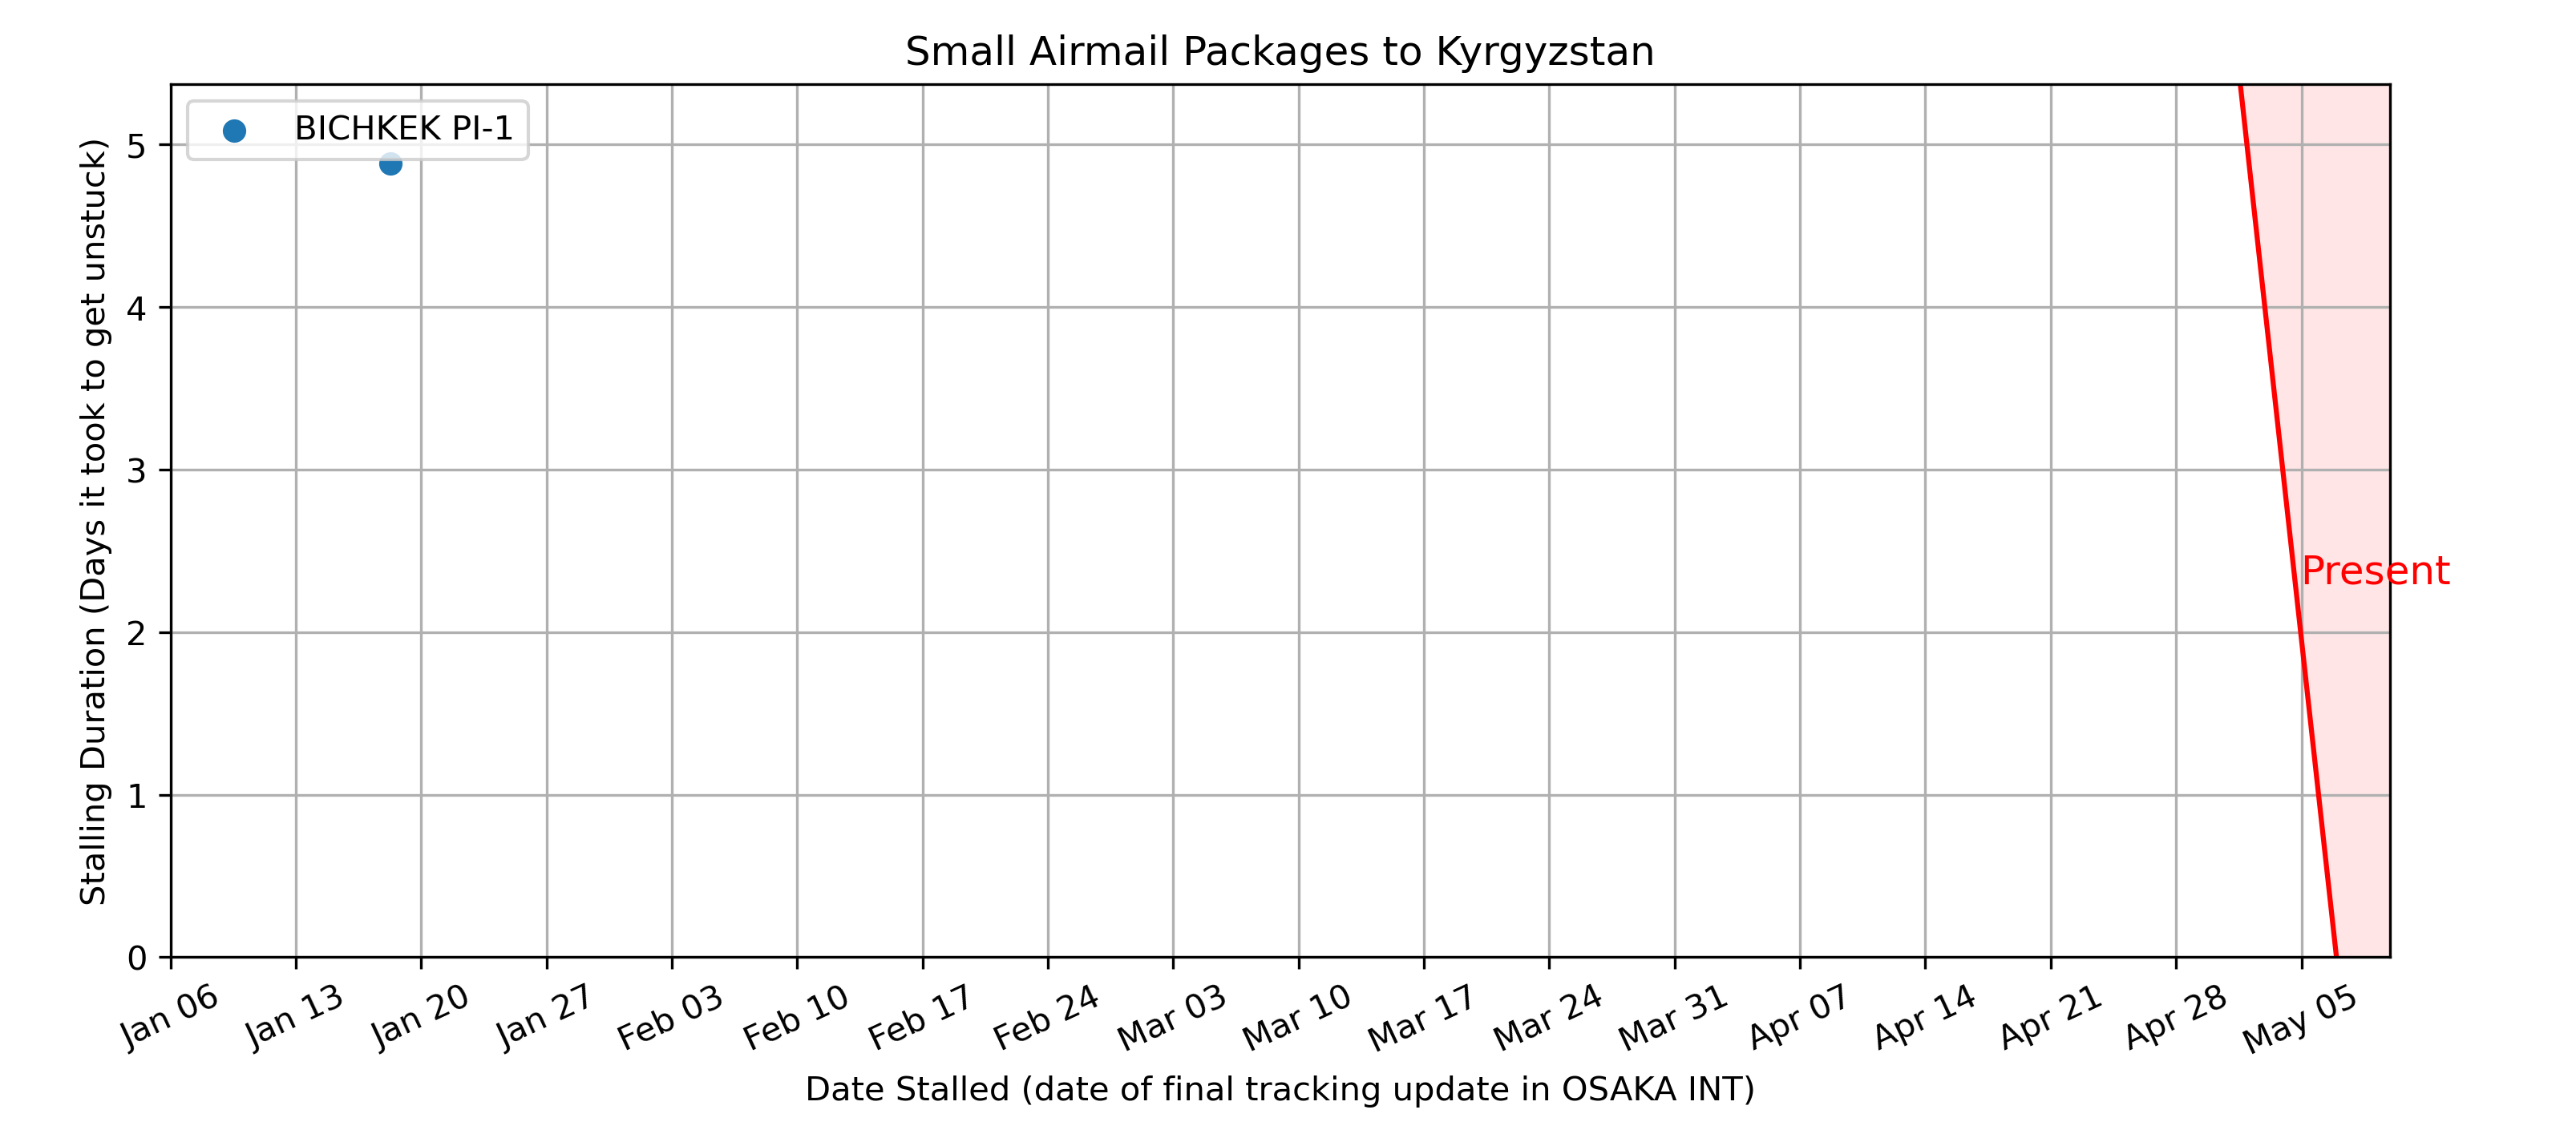 Small Airmail Packages to Kyrgyzstan
BICHKEK PI-1
Stalling Duration (Days it took to get unstuck)
5
4
3
2
1
0
Present
Jan 06
Jan 13
Jan 20
Jan 27
Feb 03
Feb 10
Feb 17
Feb 24
Mar 03
Mar 10
Mar 17
Mar 24
Mar 31
Apr 07
Apr 14
Apr 21
Apr 28
May 05
Date Stalled (date of final tracking update in OSAKA INT)